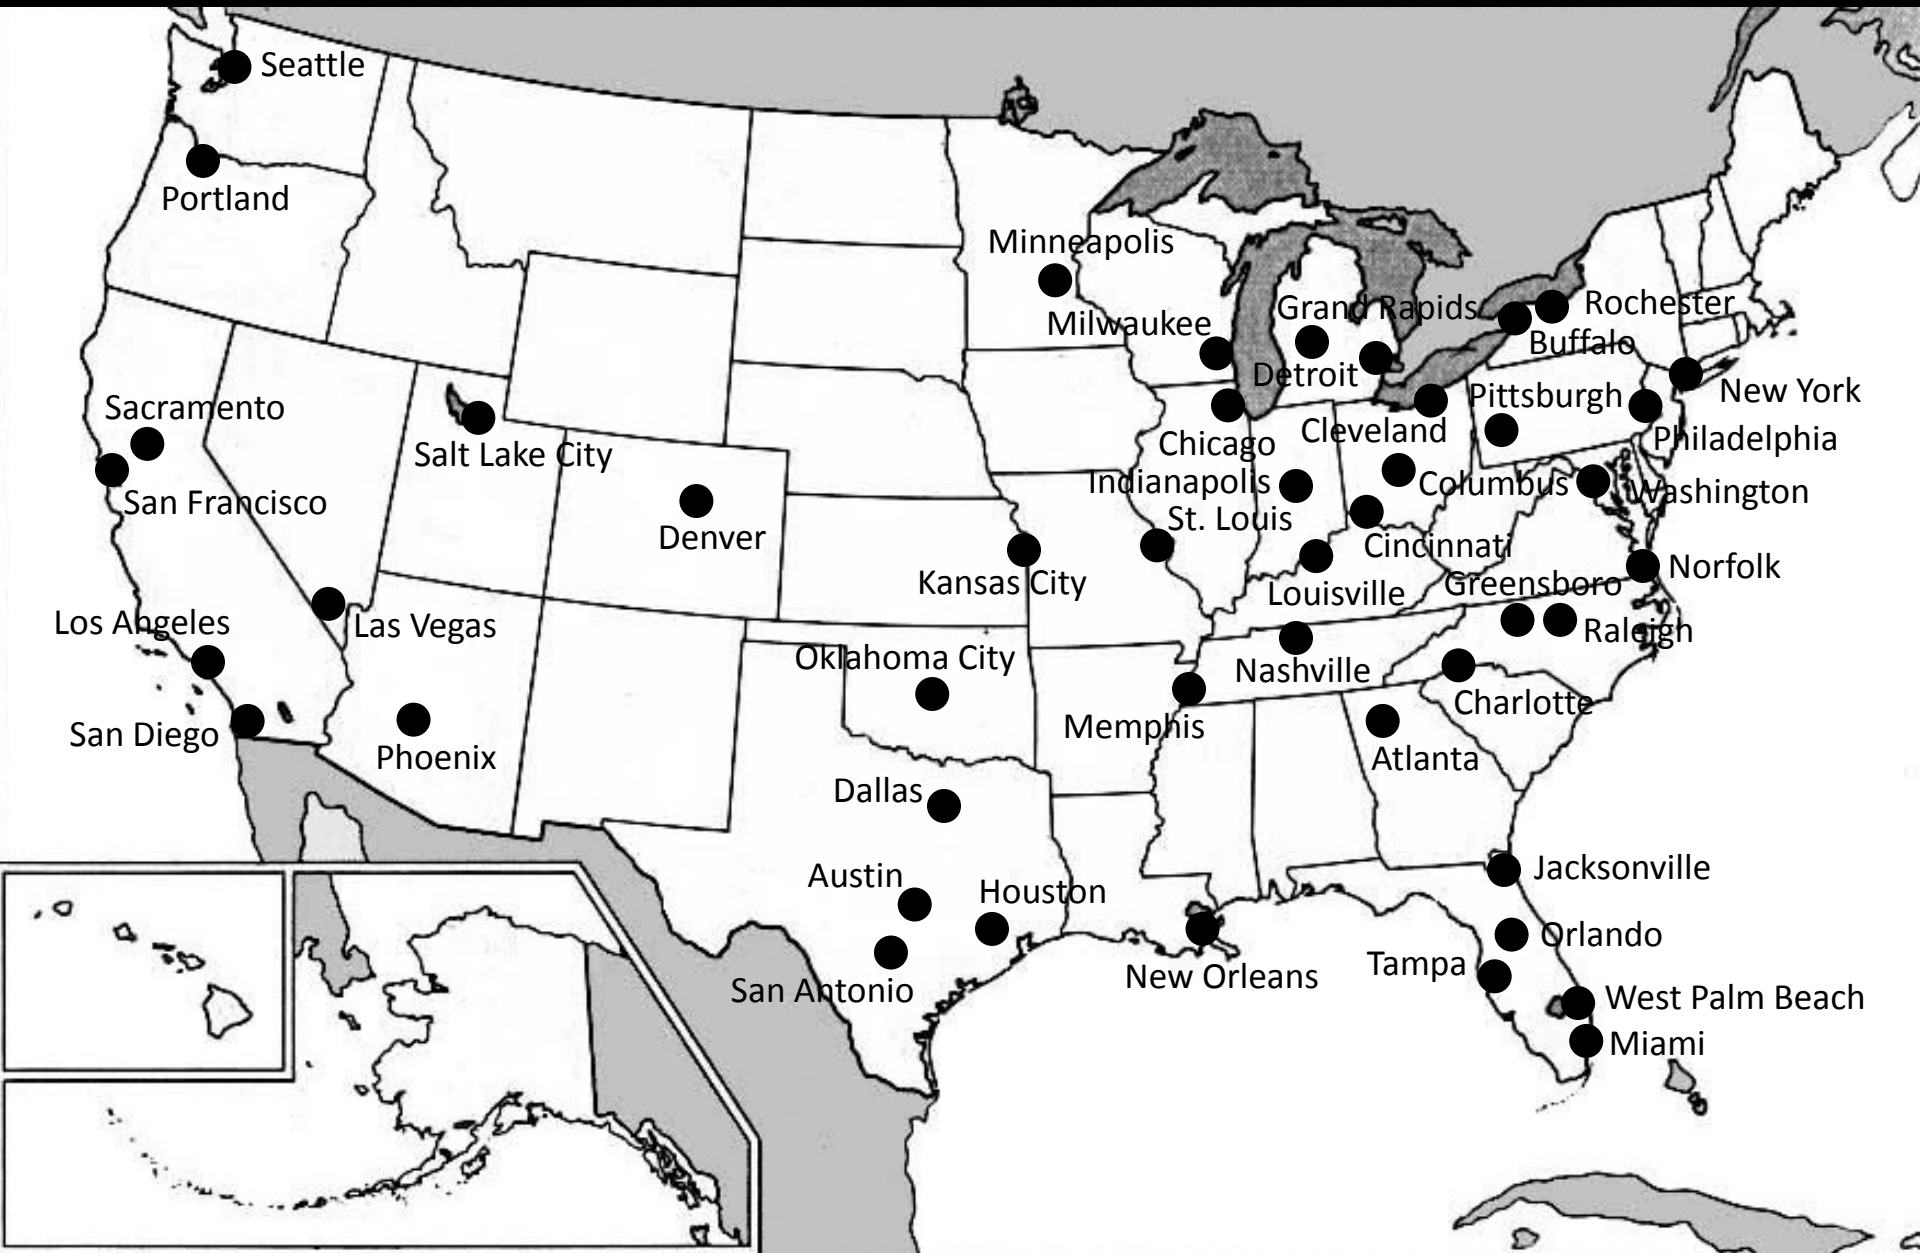 Seattle
Portland
Minneapolis
Grand Rapids
Rochester
Milwaukee
Buffalo
Detroit
New York
Pittsburgh
Sacramento
Cleveland
Philadelphia
Chicago
Salt Lake City
Indianapolis
Columbus
Washington
San Francisco
St. Louis
Denver
Cincinnati
Norfolk
Kansas City
Greensboro
Louisville
Los Angeles
Las Vegas
Raleigh
Oklahoma City
Nashville
Charlotte
Memphis
San Diego
Phoenix
Atlanta
Dallas
Jacksonville
Austin
Houston
Orlando
Tampa
New Orleans
San Antonio
West Palm Beach
Miami